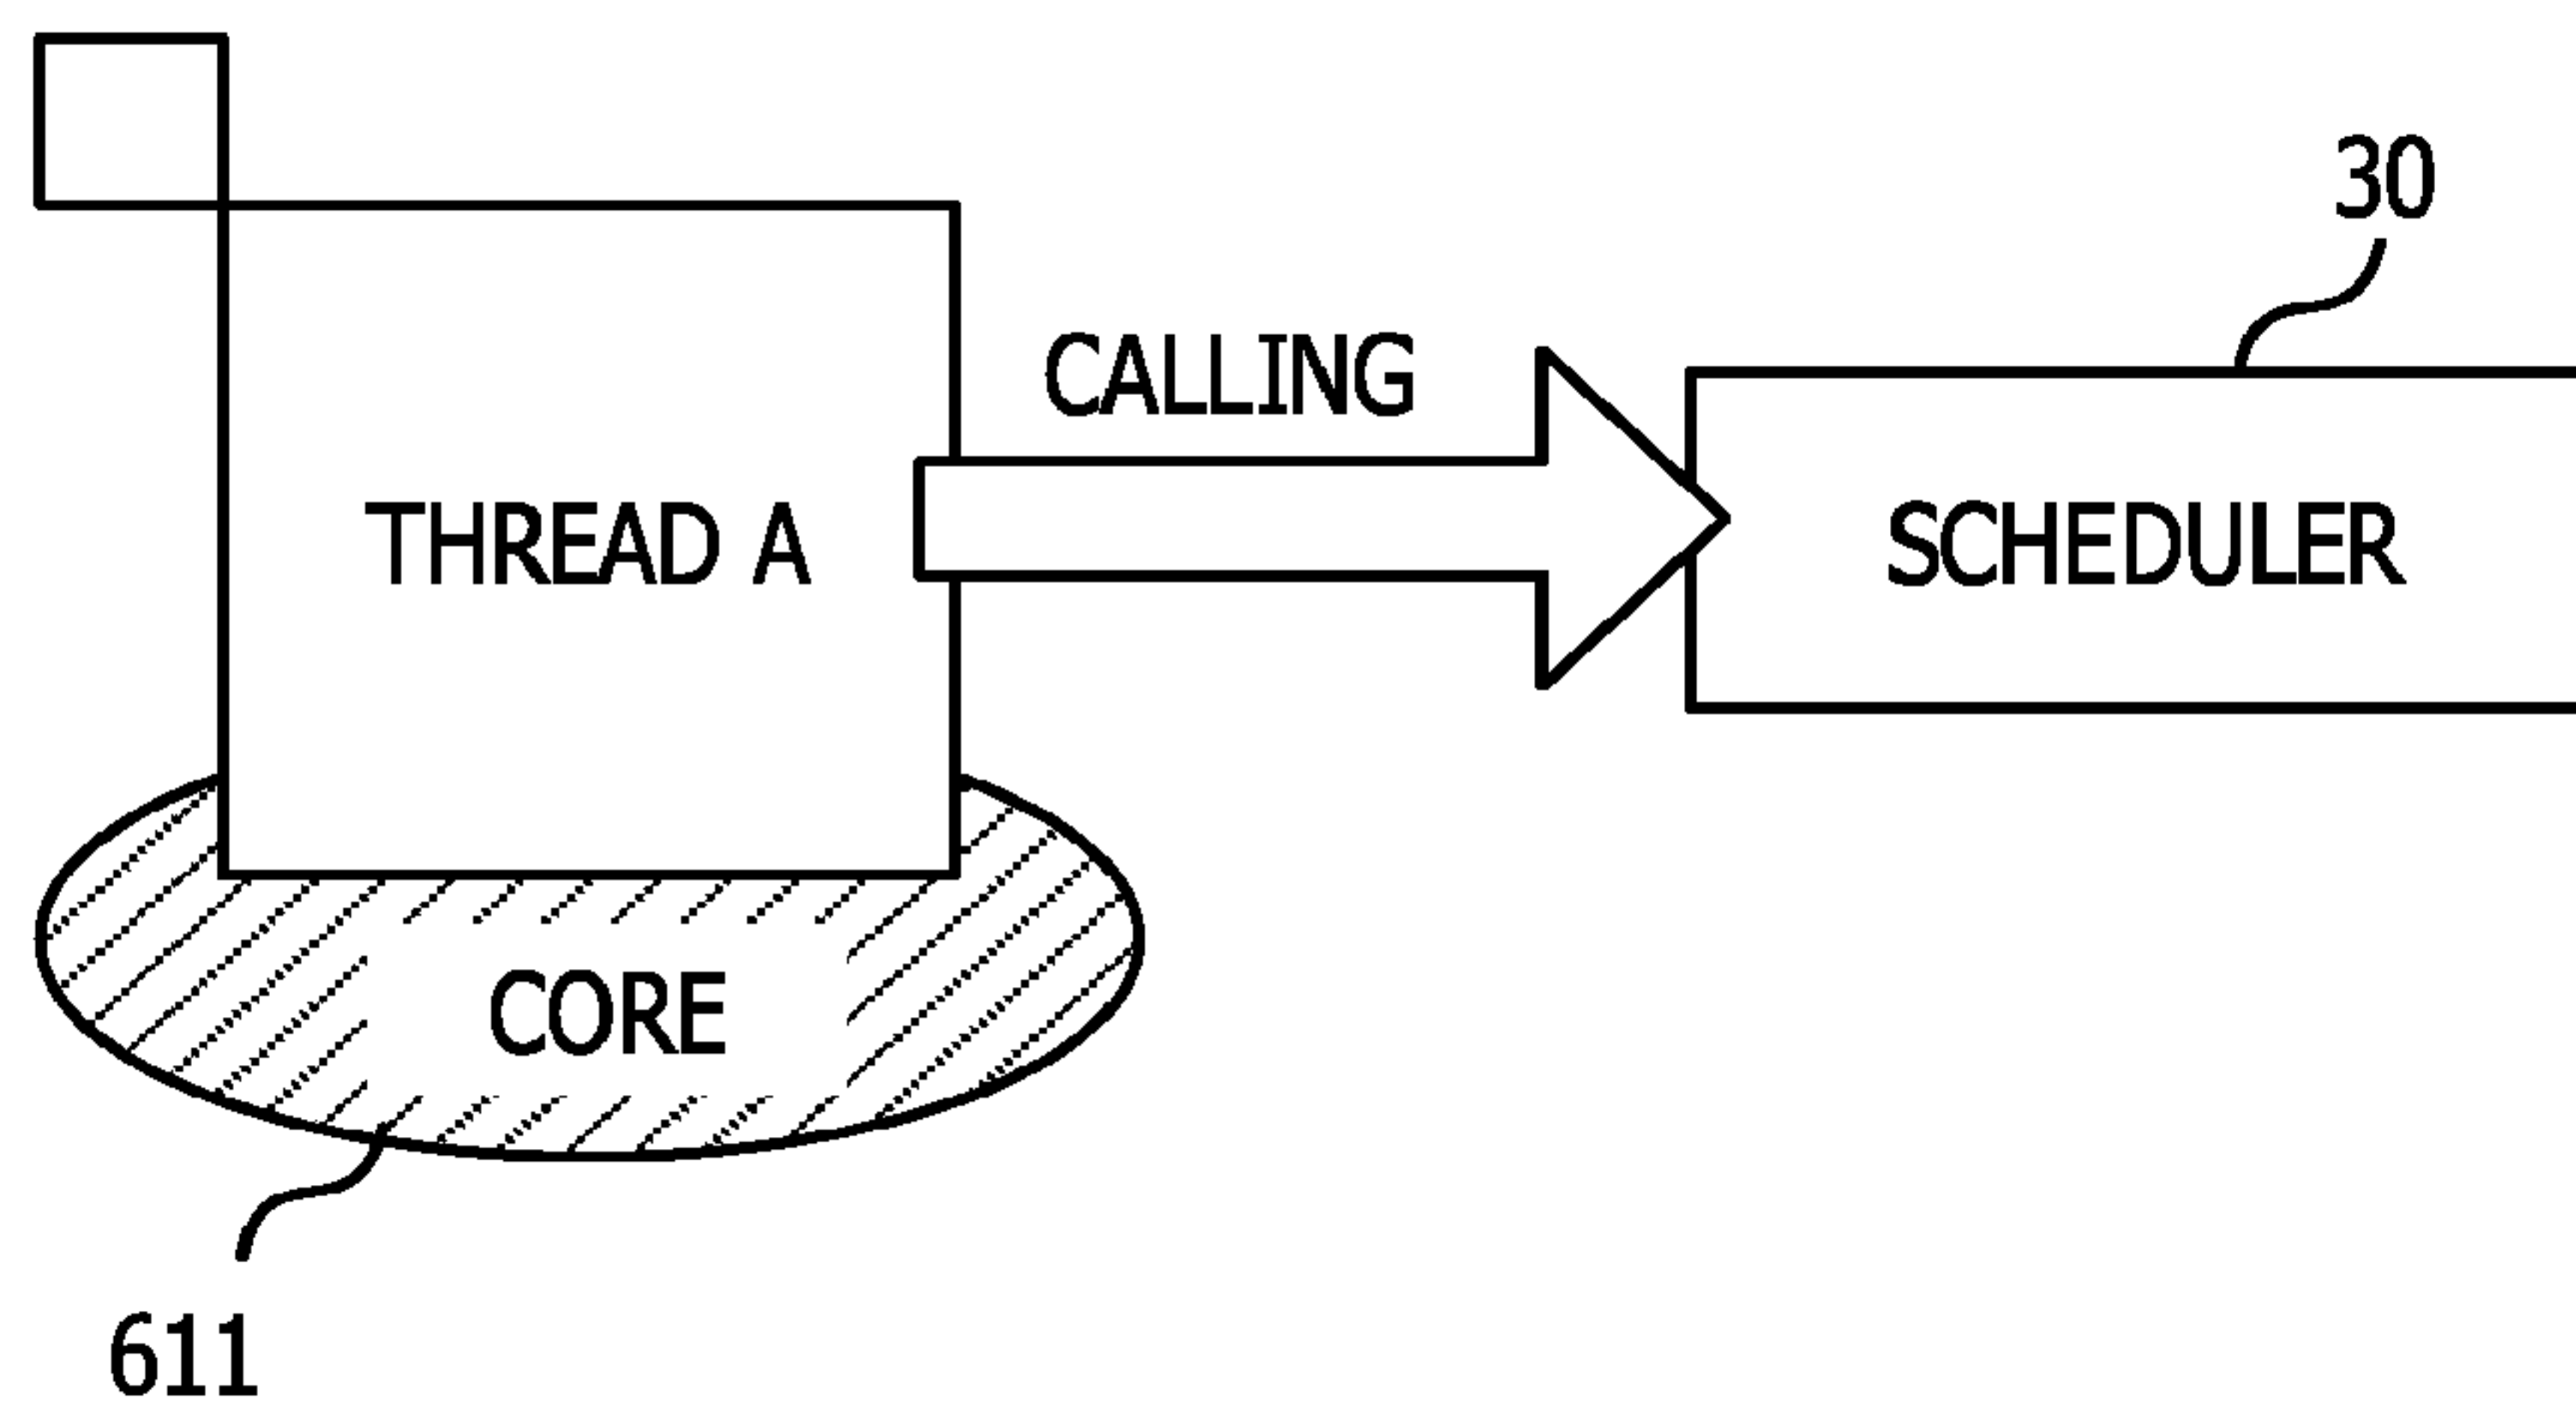 30
CALLING
THREAD A
SCHEDULER
CORE
611